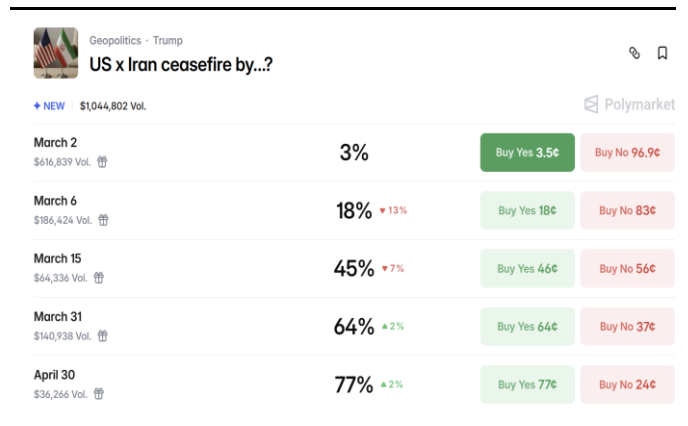 Geopolitics · Trump
US x Iran ceasefire by...?
+ NEW | $1,044,802 Vol.
Polymarket
March 2
$616,839 Vol.
3%
Buy Yes 3.5¢
Buy No 96.9¢
March 6
$186,424 Vol.
18% ▼ 13%
Buy Yes 18¢
Buy No 83¢
March 15
$64,336 Vol.
45% ▼ 7%
Buy Yes 46¢
Buy No 56¢
March 31
$140,938 Vol.
64% ▲ 2%
Buy Yes 64¢
Buy No 37¢
April 30
$36,266 Vol.
77% ▲ 2%
Buy Yes 77¢
Buy No 24¢